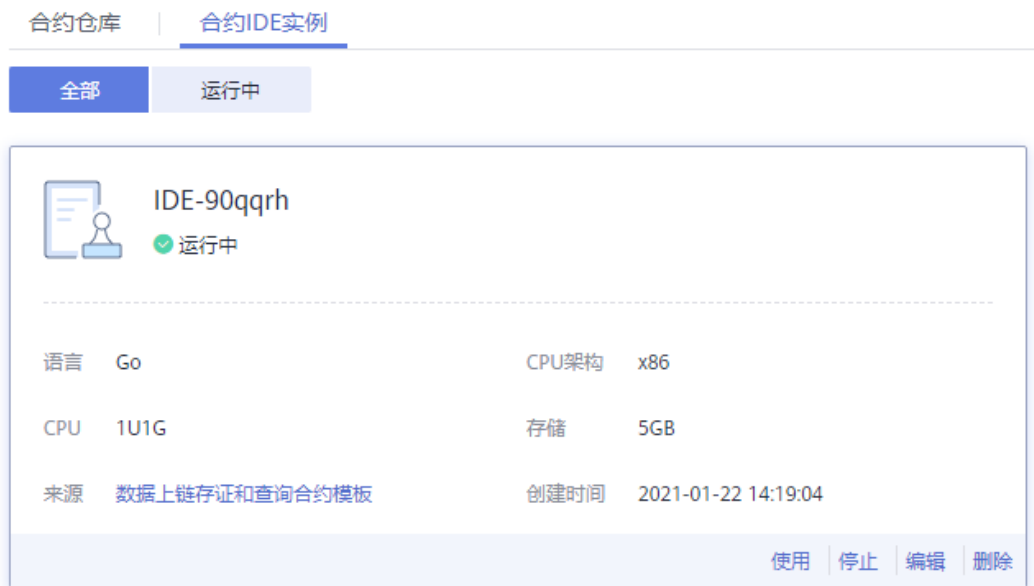 合约仓库 合约IDE实例
全部 运行中
IDE-90qqrh
运行中
语言 Go CPU架构 x86
CPU 1U1G 存储 5GB
来源 数据上链存证和查询合约模板 创建时间 2021-01-22 14:19:04
使用 停止 编辑 删除